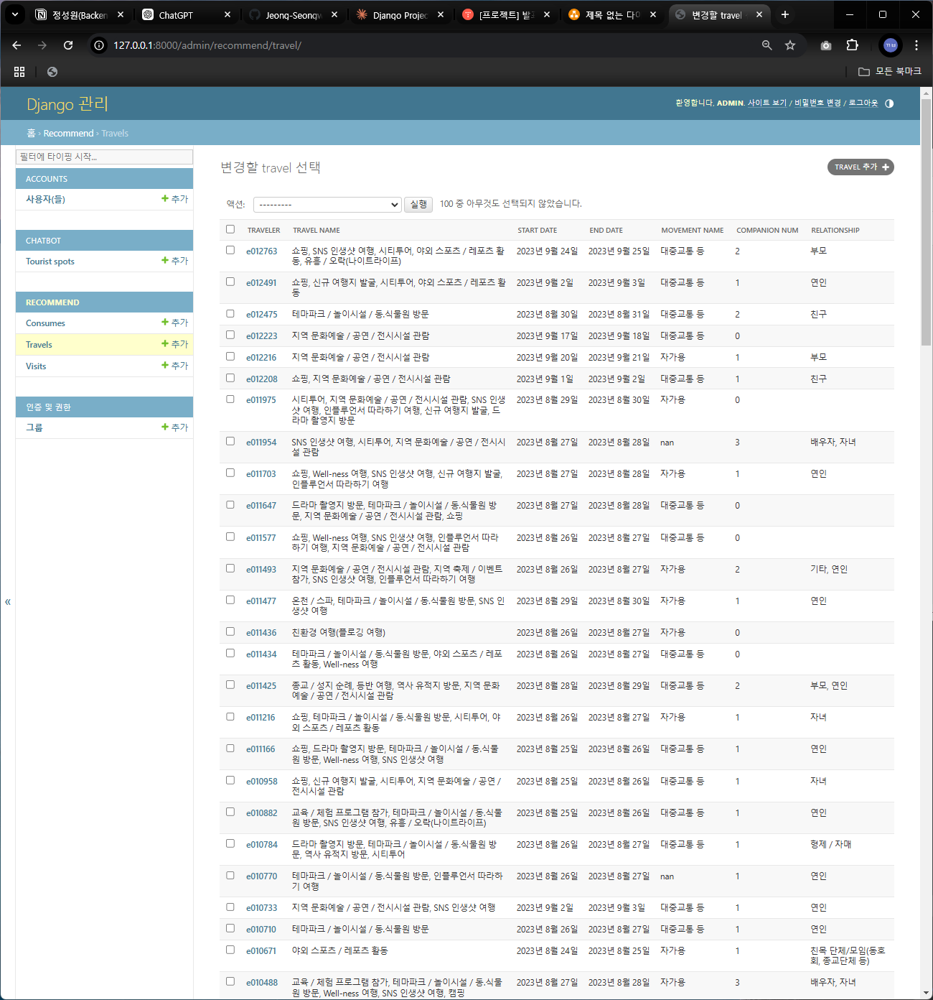 정성원(Backen
ChatGPT
Jeong-Seongw
Django Projec
[프로젝트] 발표
제목 없는 다이
변경할 travel
127.0.0.1:8000/admin/recommend/travel/
모든 북마크
Django 관리
환영합니다, ADMIN. 사이트 보기 / 비밀번호 변경 / 로그아웃
홈 › Recommend › Travels
필터에 타이핑 시작...
ACCOUNTS
사용자(들) 추가
CHATBOT
Tourist spots 추가
RECOMMEND
Consumes 추가
Travels 추가
Visits 추가
인증 및 권한
그룹 추가
«
변경할 travel 선택
TRAVEL 추가
액션: --------- 실행 100 중 아무것도 선택되지 않았습니다.
TRAVELER TRAVEL NAME START DATE END DATE MOVEMENT NAME COMPANION NUM RELATIONSHIP
e012763 쇼핑, SNS 인생샷 여행, 시티투어, 야외 스포츠 / 레포츠 활 2023년 9월 24일 2023년 9월 25일 대중교통 등 2 부모
동, 유흥 / 오락(나이트라이프)
e012491 쇼핑, 신규 여행지 발굴, 시티투어, 야외 스포츠 / 레포츠 활 2023년 9월 2일 2023년 9월 3일 대중교통 등 1 연인
동
e012475 테마파크 / 놀이시설 / 동.식물원 방문 2023년 8월 30일 2023년 8월 31일 대중교통 등 2 친구
e012223 지역 문화예술 / 공연 / 전시시설 관람 2023년 9월 17일 2023년 9월 18일 대중교통 등 0
e012216 지역 문화예술 / 공연 / 전시시설 관람 2023년 9월 20일 2023년 9월 21일 자가용 1 부모
e012208 쇼핑, 지역 문화예술 / 공연 / 전시시설 관람 2023년 9월 1일 2023년 9월 2일 대중교통 등 1 친구
e011975 시티투어, 지역 문화예술 / 공연 / 전시시설 관람, SNS 인생 2023년 8월 29일 2023년 8월 30일 자가용 0
샷 여행, 인플루언서 따라하기 여행, 신규 여행지 발굴, 드
라마 촬영지 방문
e011954 SNS 인생샷 여행, 시티투어, 지역 문화예술 / 공연 / 전시시 2023년 8월 27일 2023년 8월 28일 nan 3 배우자, 자녀
설 관람
e011703 쇼핑, Well-ness 여행, SNS 인생샷 여행, 신규 여행지 발굴, 2023년 8월 27일 2023년 8월 28일 자가용 1 연인
인플루언서 따라하기 여행
e011647 드라마 촬영지 방문, 테마파크 / 놀이시설 / 동.식물원 방 2023년 8월 27일 2023년 8월 28일 대중교통 등 0
문, 지역 문화예술 / 공연 / 전시시설 관람, 쇼핑
e011577 쇼핑, Well-ness 여행, SNS 인생샷 여행, 인플루언서 따라 2023년 8월 26일 2023년 8월 27일 대중교통 등 0
하기 여행, 지역 문화예술 / 공연 / 전시시설 관람
e011493 지역 문화예술 / 공연 / 전시시설 관람, 지역 축제 / 이벤트 2023년 8월 26일 2023년 8월 27일 자가용 2 기타, 연인
참가, SNS 인생샷 여행, 인플루언서 따라하기 여행
e011477 온천 / 스파, 테마파크 / 놀이시설 / 동.식물원 방문, SNS 인 2023년 8월 29일 2023년 8월 30일 자가용 1 연인
생샷 여행
e011436 친환경 여행(플로깅 여행) 2023년 8월 26일 2023년 8월 27일 자가용 0
e011434 테마파크 / 놀이시설 / 동.식물원 방문, 야외 스포츠 / 레포 2023년 8월 26일 2023년 8월 27일 대중교통 등 0
츠 활동, Well-ness 여행
e011425 종교 / 성지 순례, 등반 여행, 역사 유적지 방문, 지역 문화 2023년 8월 28일 2023년 8월 29일 대중교통 등 2 부모, 연인
예술 / 공연 / 전시시설 관람
e011216 쇼핑, 테마파크 / 놀이시설 / 동.식물원 방문, 시티투어, 야 2023년 8월 26일 2023년 8월 27일 자가용 1 자녀
외 스포츠 / 레포츠 활동
e011166 쇼핑, 드라마 촬영지 방문, 테마파크 / 놀이시설 / 동.식물 2023년 8월 25일 2023년 8월 26일 대중교통 등 1 연인
원 방문, Well-ness 여행, SNS 인생샷 여행
e010958 쇼핑, 신규 여행지 발굴, 시티투어, 지역 문화예술 / 공연 / 2023년 8월 25일 2023년 8월 26일 대중교통 등 1 자녀
전시시설 관람
e010882 교육 / 체험 프로그램 참가, 테마파크 / 놀이시설 / 동.식물 2023년 8월 25일 2023년 8월 26일 대중교통 등 1 연인
원 방문, SNS 인생샷 여행, 유흥 / 오락(나이트라이프)
e010784 드라마 촬영지 방문, 테마파크 / 놀이시설 / 동.식물원 방 2023년 8월 26일 2023년 8월 27일 대중교통 등 1 형제 / 자매
문, 역사 유적지 방문, 시티투어
e010770 테마파크 / 놀이시설 / 동.식물원 방문, 인플루언서 따라하 2023년 8월 26일 2023년 8월 27일 nan 1 연인
기 여행
e010733 지역 문화예술 / 공연 / 전시시설 관람, SNS 인생샷 여행 2023년 9월 2일 2023년 9월 3일 대중교통 등 1 연인
e010710 테마파크 / 놀이시설 / 동.식물원 방문 2023년 8월 26일 2023년 8월 27일 대중교통 등 1 연인
e010671 야외 스포츠 / 레포츠 활동 2023년 8월 24일 2023년 8월 25일 자가용 1 친목 단체/모임(동호
회, 종교단체 등)
e010488 교육 / 체험 프로그램 참가, 테마파크 / 놀이시설 / 동.식물 2023년 8월 27일 2023년 8월 28일 자가용 3 배우자, 자녀
원 방문, Well-ness 여행, SNS 인생샷 여행, 캠핑